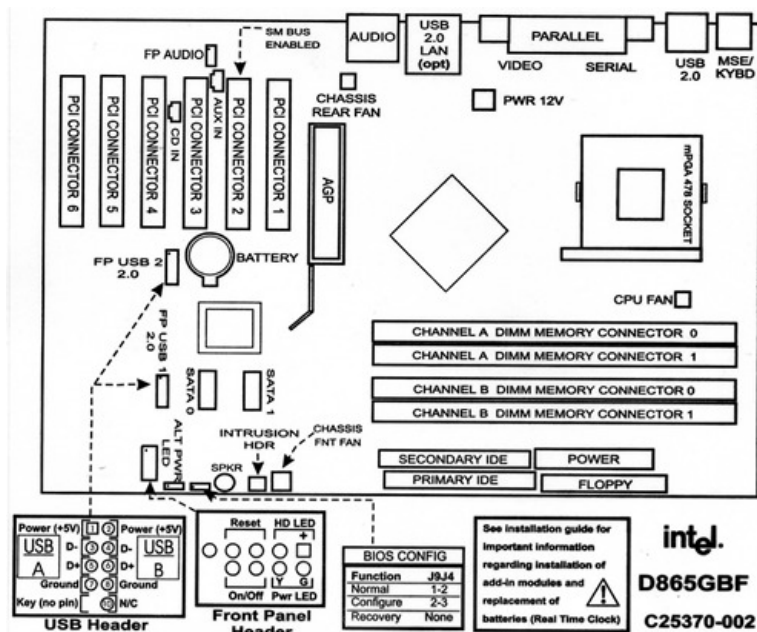 SM BUS
ENABLED
FP AUDIO
AUDIO
USB
2.0
LAN
(opt)
PARALLEL
VIDEO
SERIAL
USB
2.0
MSE/
KYBD
CHASSIS
REAR FAN
PWR 12V
PCI CONNECTOR 6
PCI CONNECTOR 5
PCI CONNECTOR 4
CD IN
PCI CONNECTOR 3
AUX IN
PCI CONNECTOR 2
PCI CONNECTOR 1
AGP
mPGA 478 SOCKET
FP USB 2
2.0
BATTERY
CPU FAN
FP USB 1
2.0
SATA 0
SATA 1
CHANNEL A DIMM MEMORY CONNECTOR 0
CHANNEL A DIMM MEMORY CONNECTOR 1
CHANNEL B DIMM MEMORY CONNECTOR 0
CHANNEL B DIMM MEMORY CONNECTOR 1
ALT PWR
LED
SPKR
INTRUSION
HDR
CHASSIS
FNT FAN
SECONDARY IDE
POWER
PRIMARY IDE
FLOPPY
Power (+5V) 1 2 Power (+5V)
USB A D- 3 4 D- USB B
D+ 5 6 D+
Ground 7 8 Ground
Key (no pin) 10 N/C
USB Header
Reset HD LED
+
Y G
On/Off Pwr LED
Front Panel
Header
BIOS CONFIG
Function J9J4
Normal 1-2
Configure 2-3
Recovery None
See installation guide for
important information
regarding installation of
add-in modules and
replacement of
batteries (Real Time Clock)
!
intel.
D865GBF
C25370-002